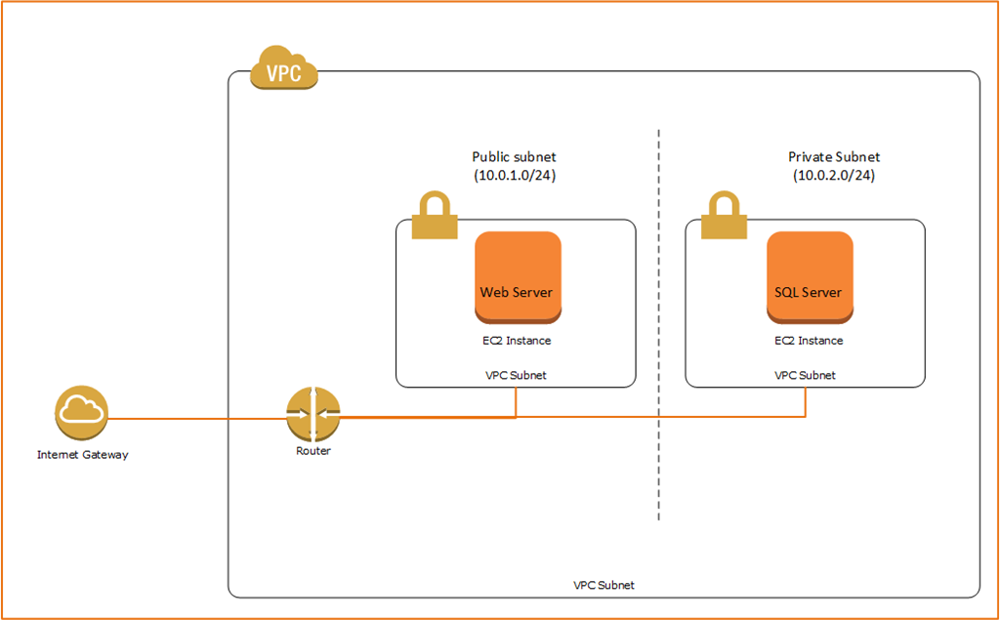 VPC
Public subnet
(10.0.1.0/24)
Private Subnet
(10.0.2.0/24)
Web Server
SQL Server
EC2 Instance
EC2 Instance
VPC Subnet
VPC Subnet
Internet Gateway
Router
VPC Subnet